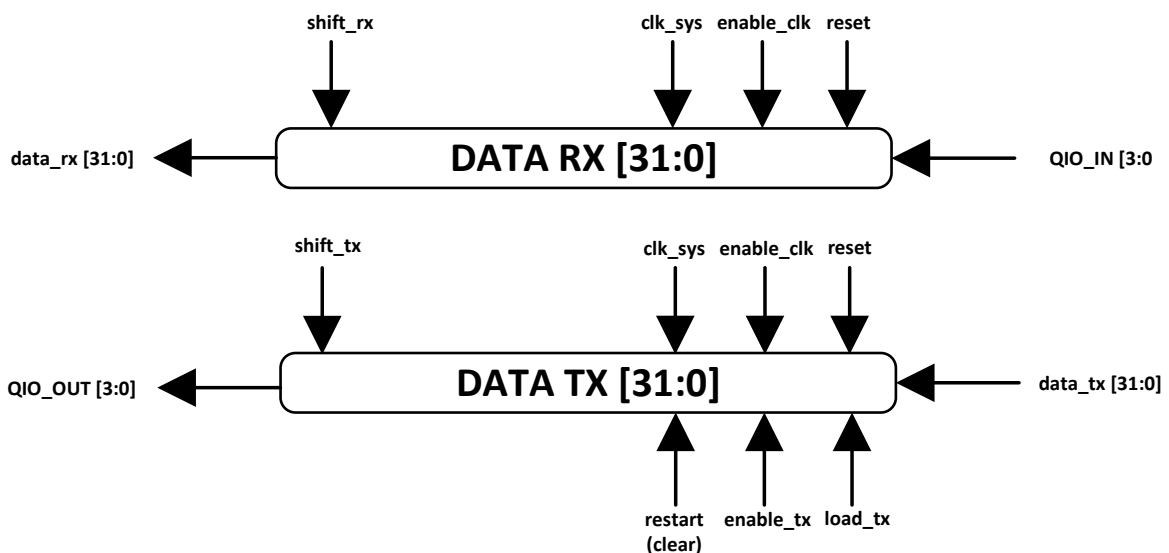 shift_rx clk_sys enable_clk reset
data_rx [31:0] DATA RX [31:0] QIO_IN [3:0
shift_tx clk_sys enable_clk reset
QIO_OUT [3:0] DATA TX [31:0] data_tx [31:0]
restart enable_tx load_tx
(clear)